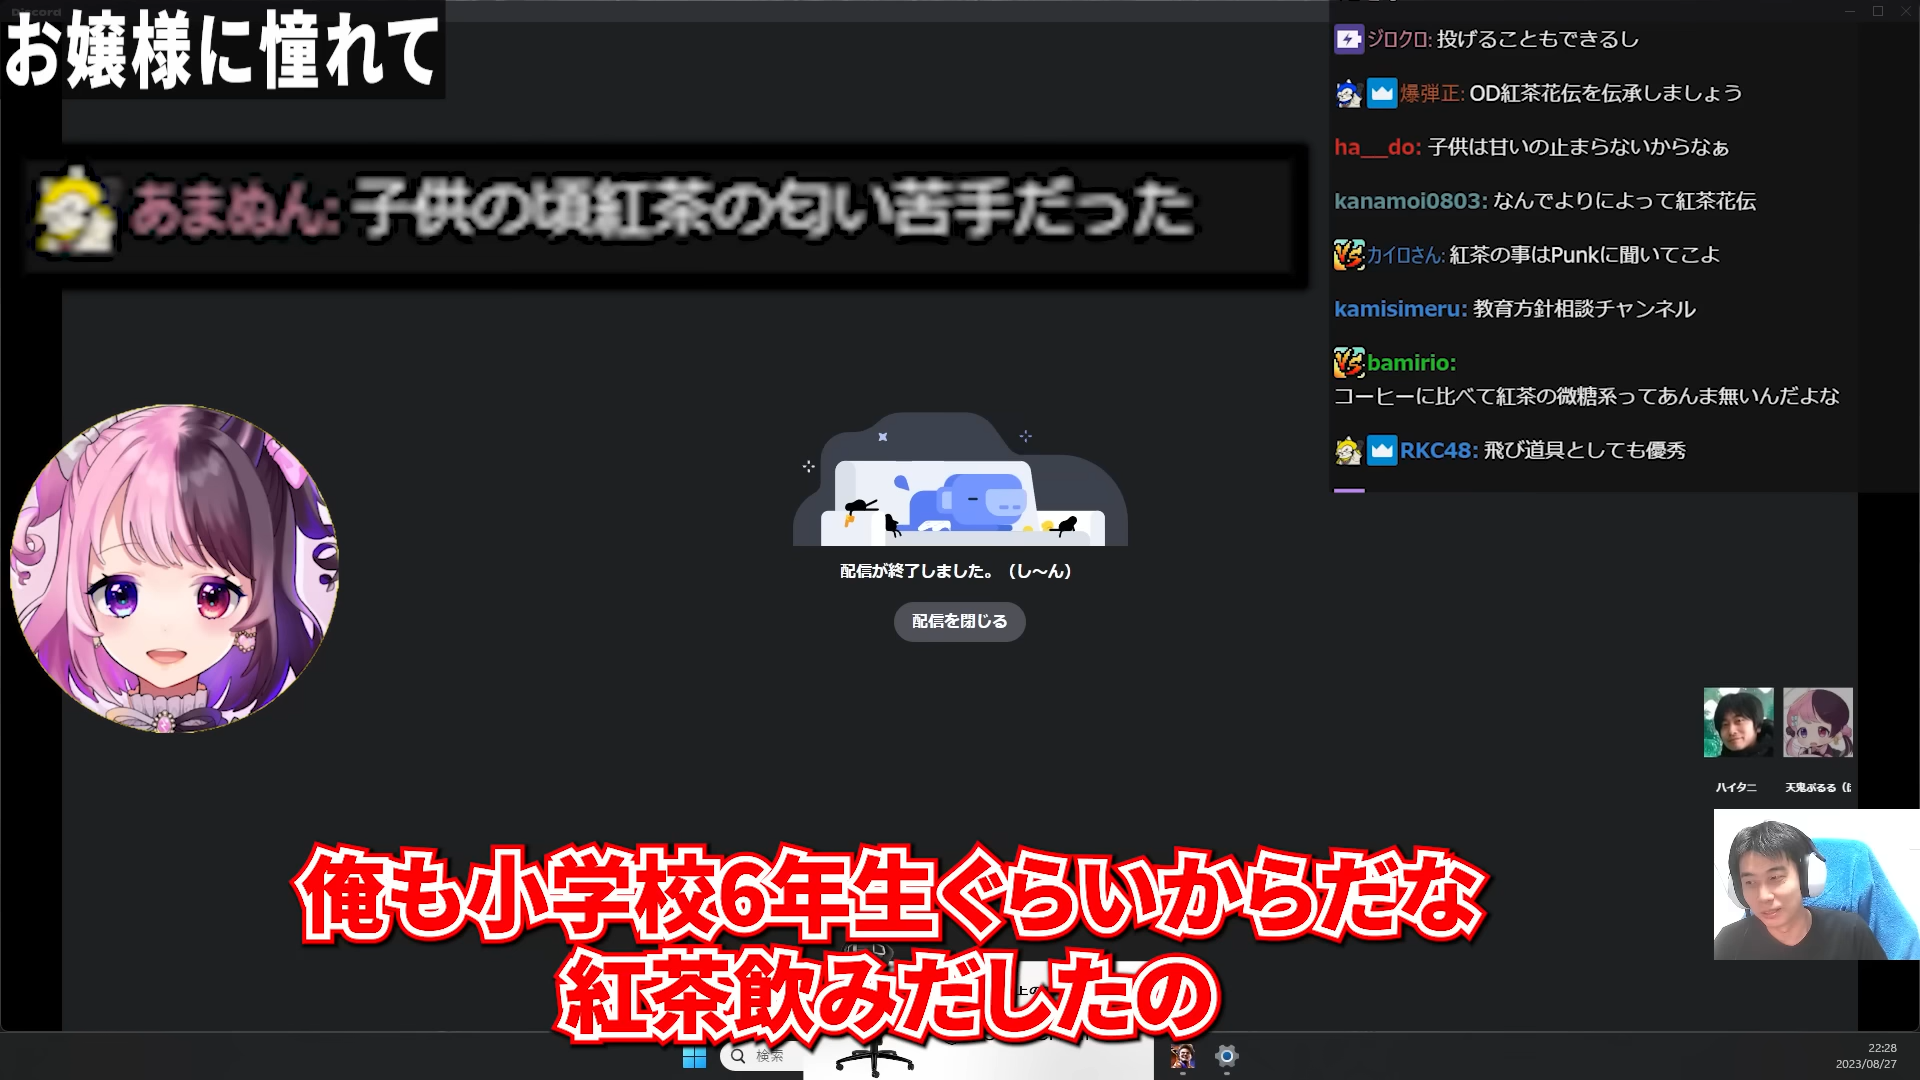 Discord
お嬢様に憧れて
ジロクロ: 投げることもできるし
爆弾正: OD紅茶花伝を伝承しましょう
ha__do: 子供は甘いの止まらないからなぁ
kanamoi0803: なんでよりによって紅茶花伝
カイロさん: 紅茶の事はPunkに聞いてこよ
kamisimeru: 教育方針相談チャンネル
bamirio:
コーヒーに比べて紅茶の微糖系ってあんま無いんだよな
RKC48: 飛び道具としても優秀
あまぬん: 子供の頃紅茶の匂い苦手だった
配信が終了しました。（し～ん）
配信を閉じる
ハイタニ
天鬼ぷるる
俺も小学校6年生ぐらいからだな
紅茶飲みだしたの
検索
22:28
2023/08/27